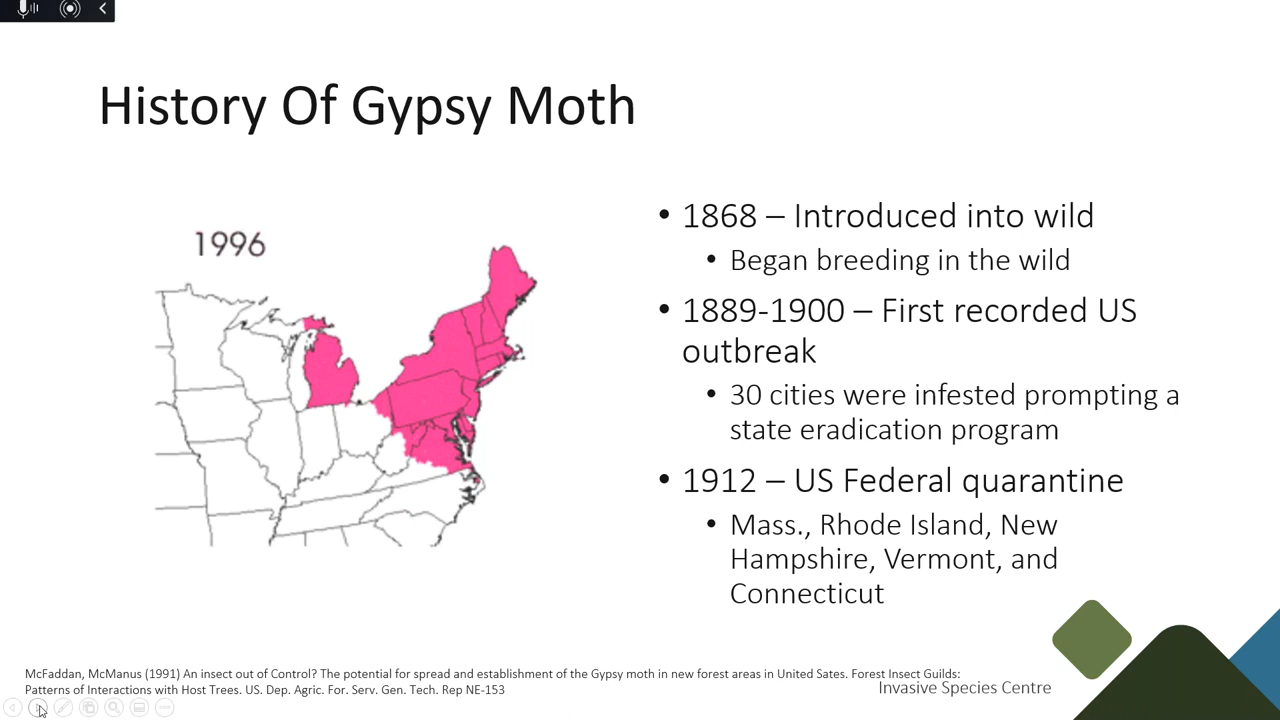 History Of Gypsy Moth
1996
• 1868 – Introduced into wild
• Began breeding in the wild
• 1889-1900 – First recorded US
outbreak
• 30 cities were infested prompting a
state eradication program
• 1912 – US Federal quarantine
• Mass., Rhode Island, New
Hampshire, Vermont, and
Connecticut
McFaddan, McManus (1991) An insect out of Control? The potential for spread and establishment of the Gypsy moth in new forest areas in United Sates. Forest Insect Guilds:
Patterns of Interactions with Host Trees. US. Dep. Agric. For. Serv. Gen. Tech. Rep NE-153
Invasive Species Centre